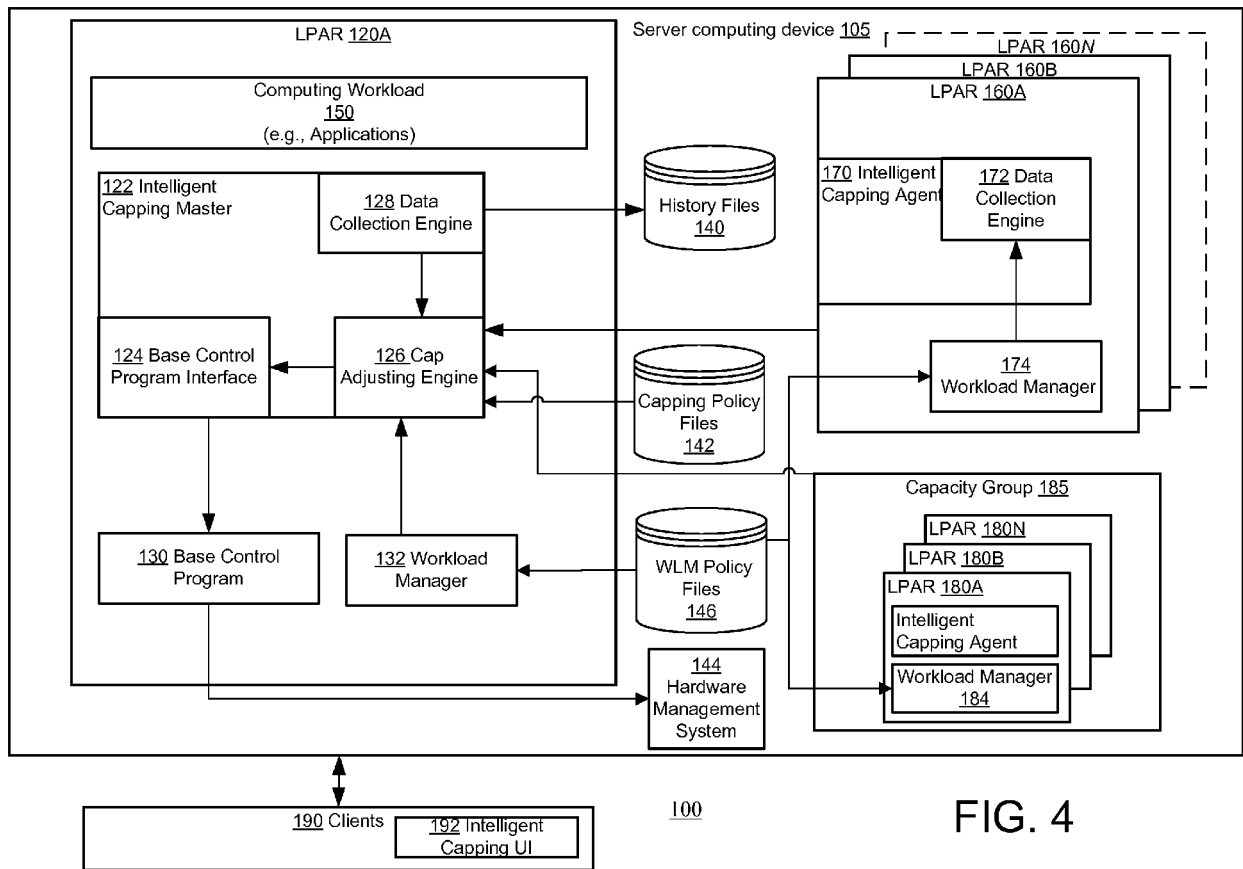 LPAR 120A
Computing Workload
150
(e.g., Applications)
122 Intelligent
Capping Master
128 Data
Collection Engine
124 Base Control
Program Interface
126 Cap
Adjusting Engine
130 Base Control
Program
132 Workload
Manager
Server computing device 105
History Files
140
Capping Policy
Files
142
WLM Policy
Files
146
144
Hardware
Management
System
LPAR 160N
LPAR 160B
LPAR 160A
170 Intelligent
Capping Agent
172 Data
Collection
Engine
174
Workload Manager
Capacity Group 185
LPAR 180N
LPAR 180B
LPAR 180A
Intelligent
Capping Agent
Workload Manager
184
190 Clients
192 Intelligent
Capping UI
100
FIG. 4